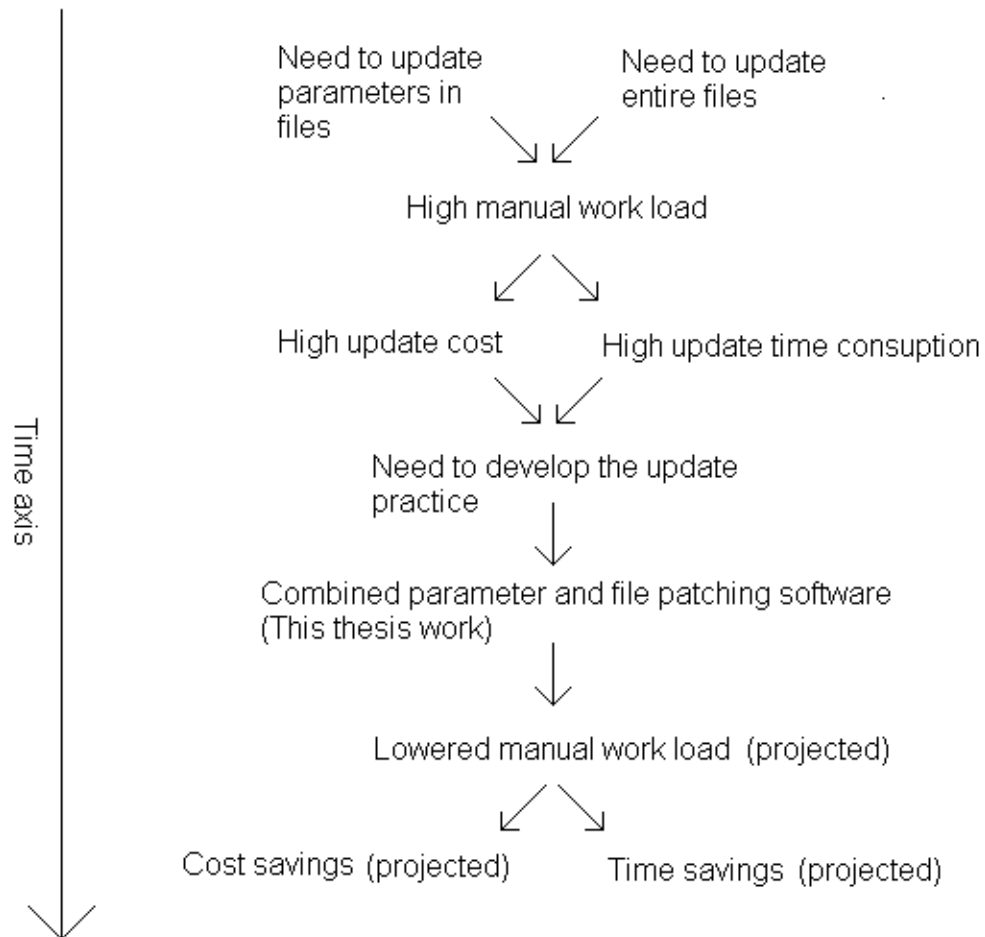 Need to update
parameters in
files
Need to update
entire files
High manual work load
High update cost
High update time consuption
Need to develop the update
practice
Combined parameter and file patching software
(This thesis work)
Lowered manual work load (projected)
Cost savings (projected)
Time savings (projected)
Time axis